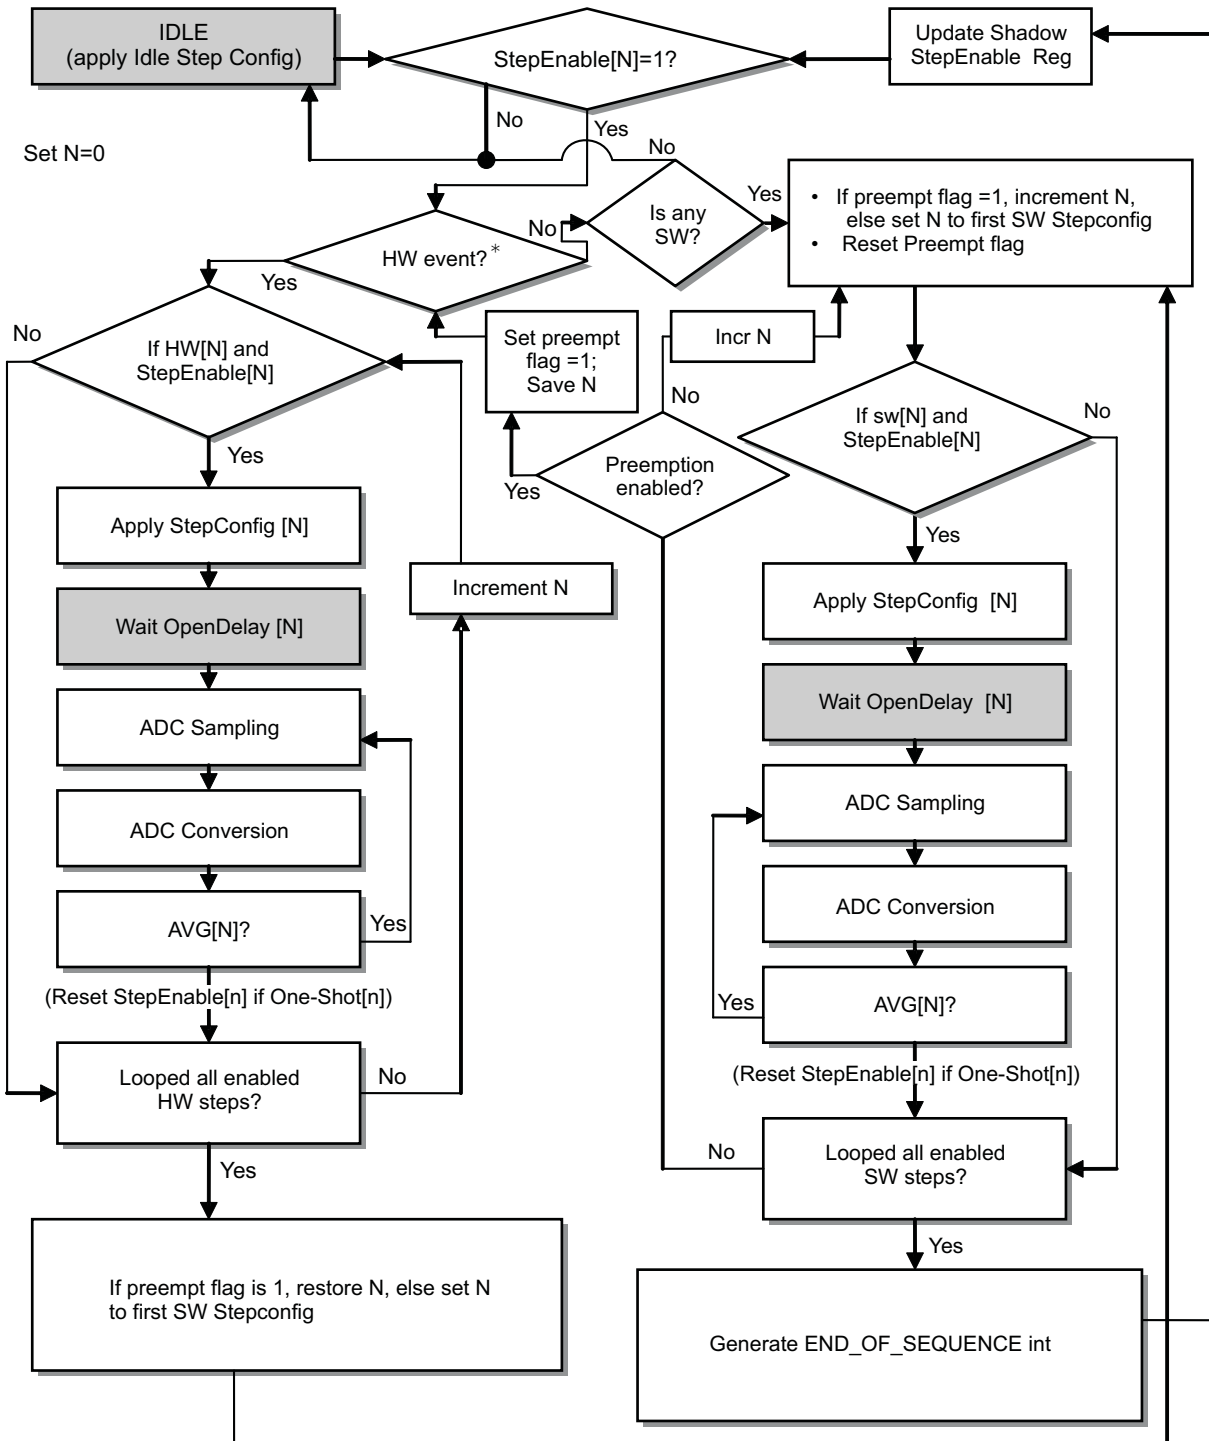 IDLE
(apply Idle Step Config)
StepEnable[N]=1?
Update Shadow
StepEnable Reg
No
Yes
Set N=0
No
Is any
SW?
Yes
• If preempt flag =1, increment N,
else set N to first SW Stepconfig
• Reset Preempt flag
No
HW event?*
Yes
No
If HW[N] and
StepEnable[N]
Set preempt
flag =1;
Save N
Incr N
No
If sw[N] and
StepEnable[N]
No
Yes
Preemption
enabled?
Yes
Yes
Apply StepConfig [N]
Increment N
Apply StepConfig [N]
Wait OpenDelay [N]
Wait OpenDelay [N]
ADC Sampling
ADC Sampling
ADC Conversion
ADC Conversion
AVG[N]?
Yes
AVG[N]?
Yes
(Reset StepEnable[n] if One-Shot[n])
(Reset StepEnable[n] if One-Shot[n])
Looped all enabled
HW steps?
No
Looped all enabled
SW steps?
No
Yes
Yes
If preempt flag is 1, restore N, else set N
to first SW Stepconfig
Generate END_OF_SEQUENCE int